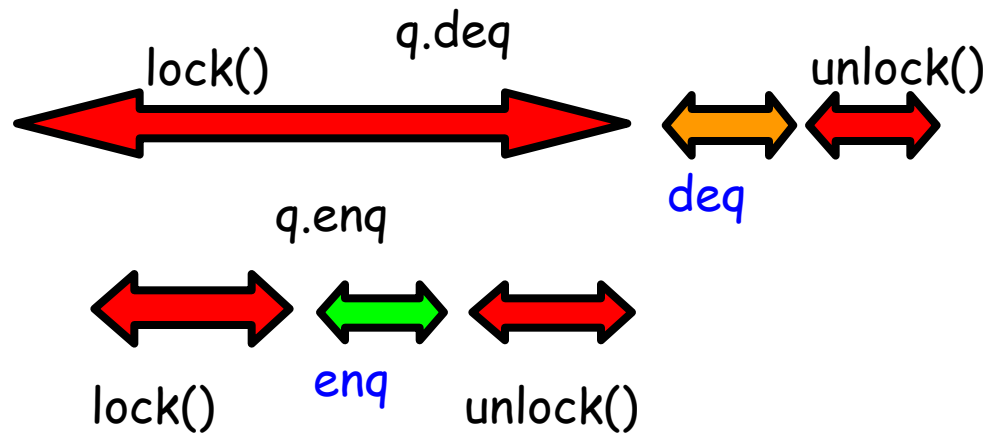 q.deq
lock()
unlock()
deq
q.enq
enq
lock()
unlock()